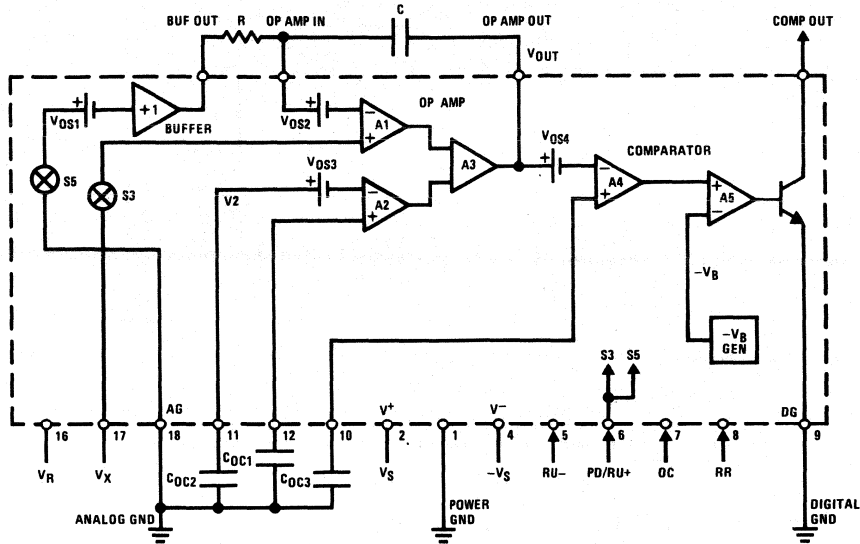 BUF OUT R OP AMP IN C OP AMP OUT COMP OUT
VOUT
+ +1 + OP AMP
VOS1 BUFFER VOS2 − A1 + VOS4
VOS3 A3 + COMPARATOR
S5 S3 + − A2 + − A4 + + A5 −
V2
−VB
−VB
GEN
S3 S5
AG V+ V− DG
16 17 18 11 12 10 2 1 4 5 6 7 8 9
VR VX COC2 COC1 COC3 VS −VS RU− PD/RU+ OC RR
ANALOG GND POWER
GND DIGITAL
GND